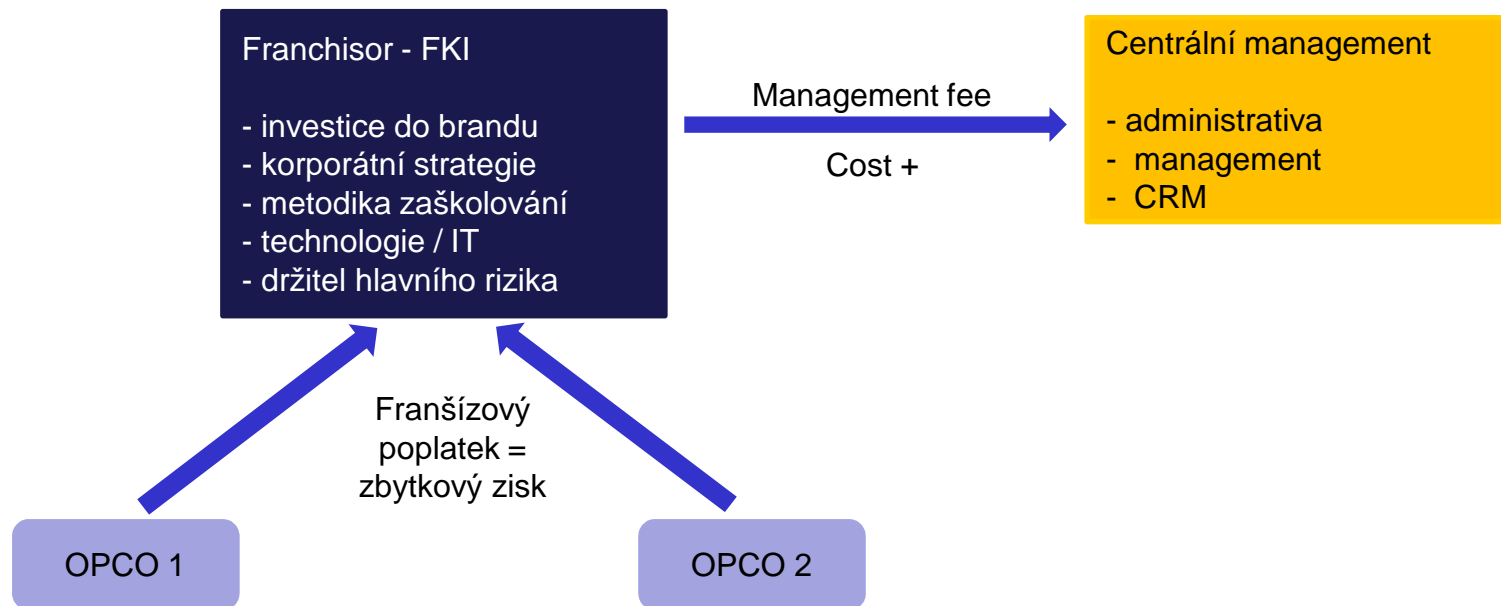 Franchisor - FKI
- investice do brandu
- korporátní strategie
- metodika zaškolování
- technologie / IT
- držitel hlavního rizika
Management fee
Cost +
Centrální management
- administrativa
- management
- CRM
Franšízový
poplatek =
zbytkový zisk
OPCO 1
OPCO 2